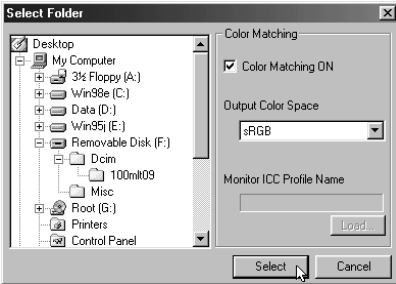 Select Folder
Desktop
My Computer
3½ Floppy (A:)
Win98e (C:)
Data (D:)
Win95j (E:)
Removable Disk (F:)
Dcim
100mlt09
Misc
Root (G:)
Printers
Control Panel
Color Matching
Color Matching ON
Output Color Space
sRGB
Monitor ICC Profile Name
Load...
Select
Cancel